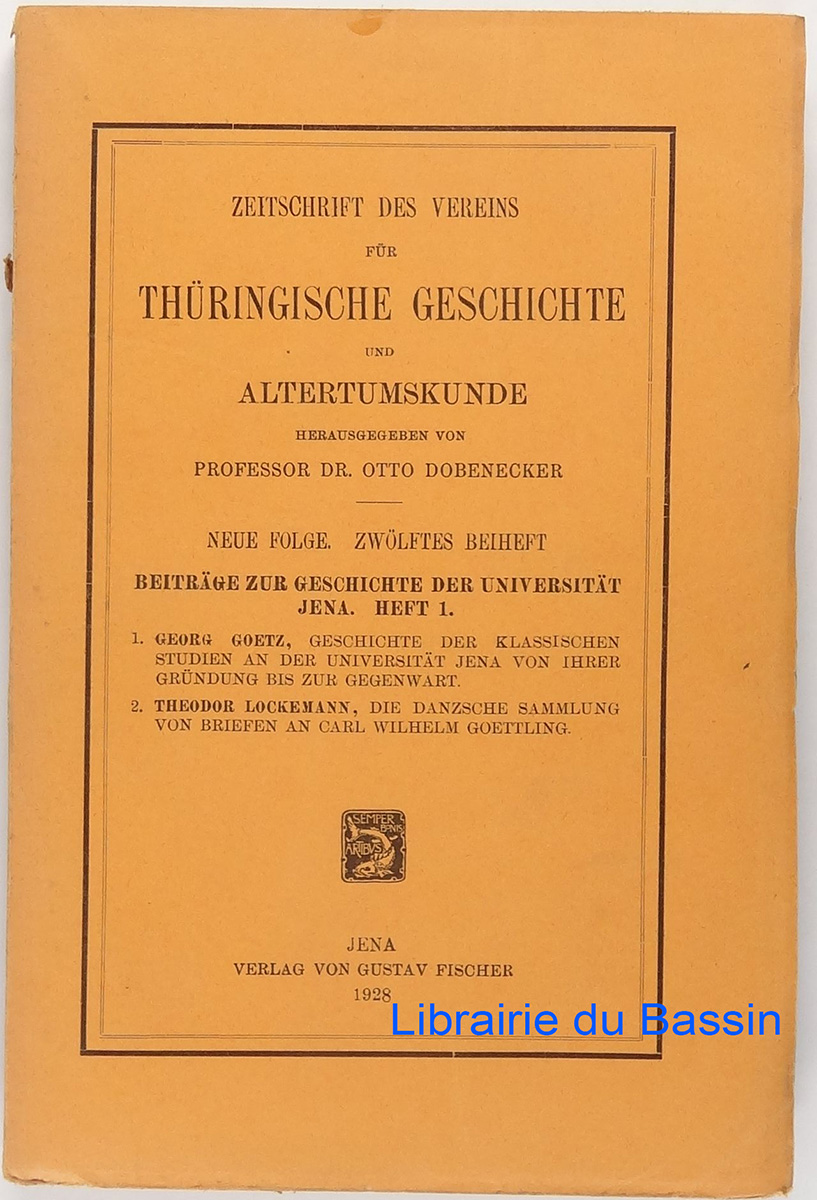 ZEITSCHRIFT DES VEREINS
FÜR
THÜRINGISCHE GESCHICHTE
UND
ALTERTUMSKUNDE
HERAUSGEGEBEN VON
PROFESSOR DR. OTTO DOBENECKER
NEUE FOLGE. ZWÖLFTES BEIHEFT
BEITRÄGE ZUR GESCHICHTE DER UNIVERSITÄT
JENA. HEFT 1.
1. GEORG GOETZ, GESCHICHTE DER KLASSISCHEN
STUDIEN AN DER UNIVERSITÄT JENA VON IHRER
GRÜNDUNG BIS ZUR GEGENWART.
2. THEODOR LOCKEMANN, DIE DANZSCHE SAMMLUNG
VON BRIEFEN AN CARL WILHELM GOETTLING.
SEMPER
BONIS
ARTIBVS
JENA
VERLAG VON GUSTAV FISCHER
1928
Librairie du Bassin